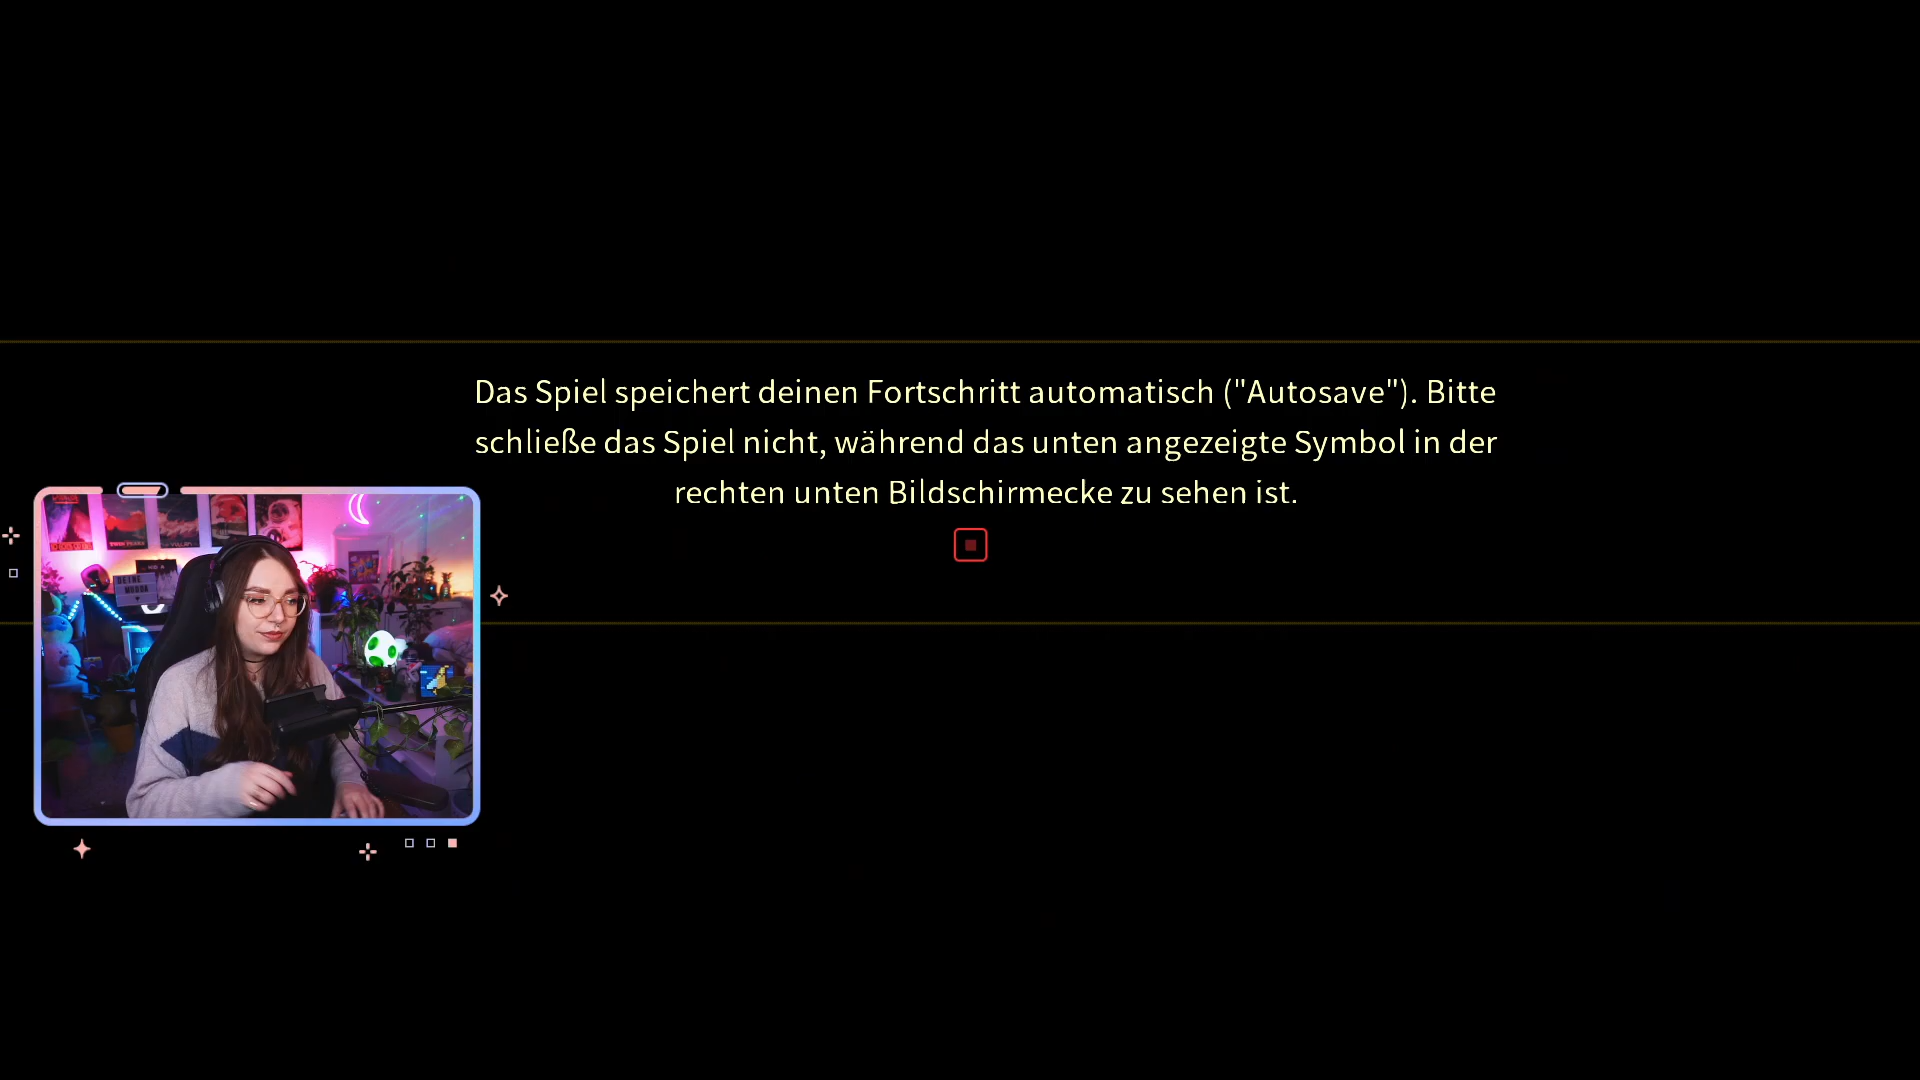 Das Spiel speichert deinen Fortschritt automatisch ("Autosave"). Bitte
schließe das Spiel nicht, während das unten angezeigte Symbol in der
rechten unten Bildschirmecke zu sehen ist.
DEINE